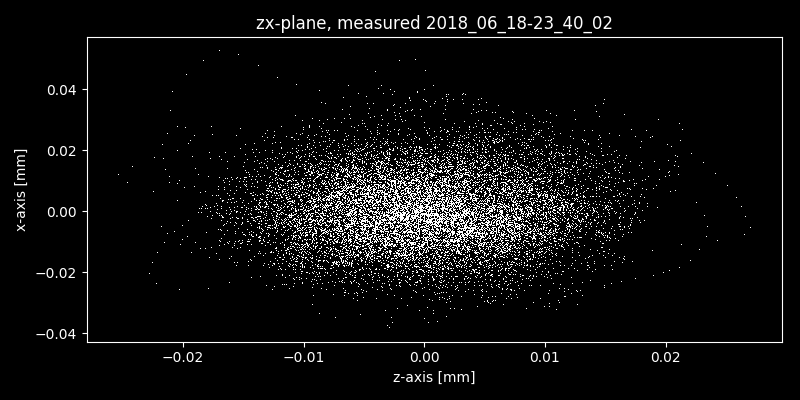 zx-plane, measured 2018_06_18-23_40_02
0.04
0.02
0.00
−0.02
−0.04
x-axis [mm]
−0.02 −0.01 0.00 0.01 0.02
z-axis [mm]